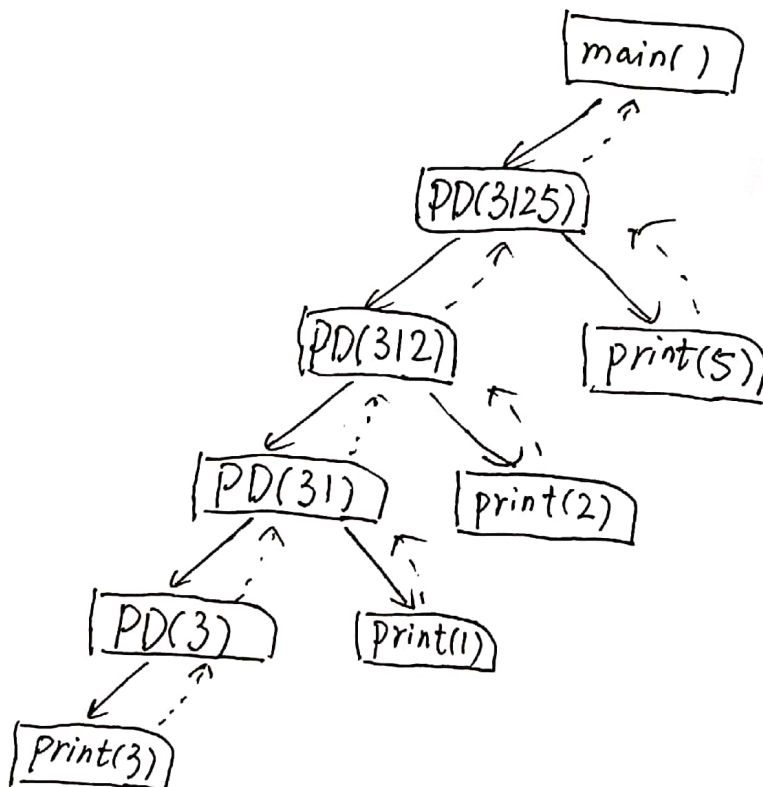 main()
PD(3125)
PD(312)
print(5)
PD(31)
print(2)
PD(3)
print(1)
print(3)